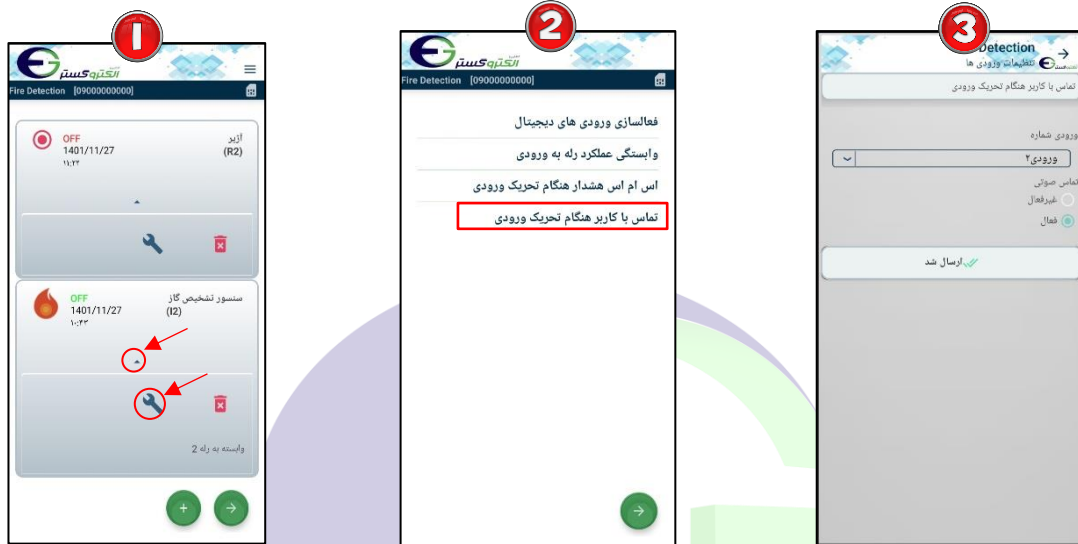 1
الکتروگستر
Fire Detection [09000000000]
OFF
1401/11/27
آژیر
(R2)
OFF
1401/11/27
سنسور تشخیص گاز
(I2)
وابسته به رله 2
2
الکتروگستر
Fire Detection [09000000000]
فعالسازی ورودی های دیجیتال
وابستگی عملکرد رله به ورودی
اس ام اس هشدار هنگام تحریک ورودی
تماس با کاربر هنگام تحریک ورودی
3
Detection
تنظیمات ورودی ها
تماس با کاربر هنگام تحریک ورودی
ورودی شماره
ورودی۲
تماس صوتی
غیرفعال
فعال
ارسال شد